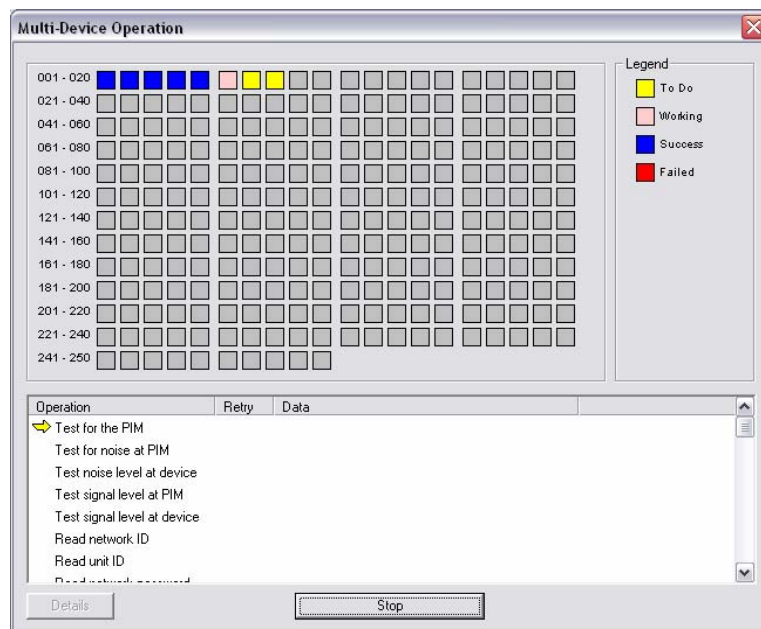 Multi-Device Operation
Legend
001 - 020
To Do
021 - 040
Working
041 - 060
061 - 080
Success
081 - 100
Failed
101 - 120
121 - 140
141 - 160
161 - 180
181 - 200
201 - 220
221 - 240
241 - 250
Operation Retry Data
Test for the PIM
Test for noise at PIM
Test noise level at device
Test signal level at PIM
Test signal level at device
Read network ID
Read unit ID
Read network password
Details Stop